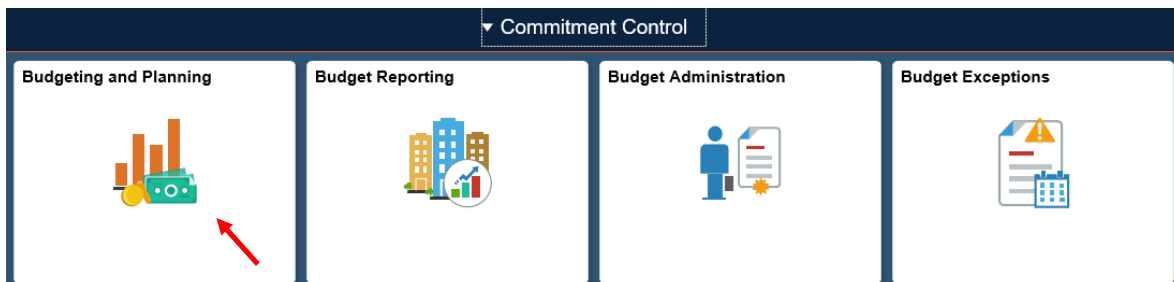 Commitment Control
Budgeting and Planning
Budget Reporting
Budget Administration
Budget Exceptions